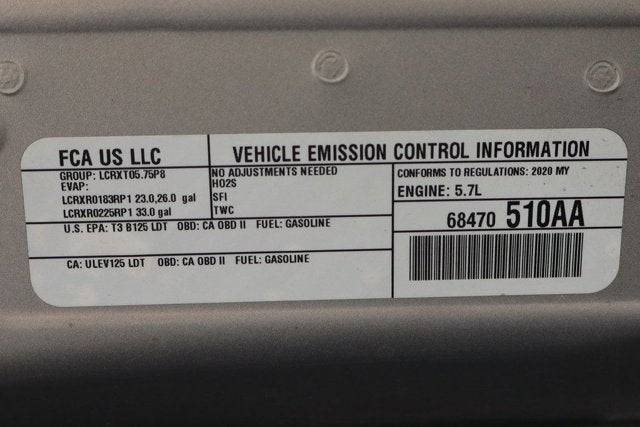 FCA US LLC
VEHICLE EMISSION CONTROL INFORMATION
GROUP: LCRXT05.75P8
EVAP:
LCRXR0183RP1 23.0,26.0 gal
LCRXR0225RP1 33.0 gal
NO ADJUSTMENTS NEEDED
HO2S
SFI
TWC
CONFORMS TO REGULATIONS: 2020 MY
ENGINE: 5.7L
68470 510AA
U.S. EPA: T3 B125 LDT OBD: CA OBD II FUEL: GASOLINE
CA: ULEV125 LDT OBD: CA OBD II FUEL: GASOLINE